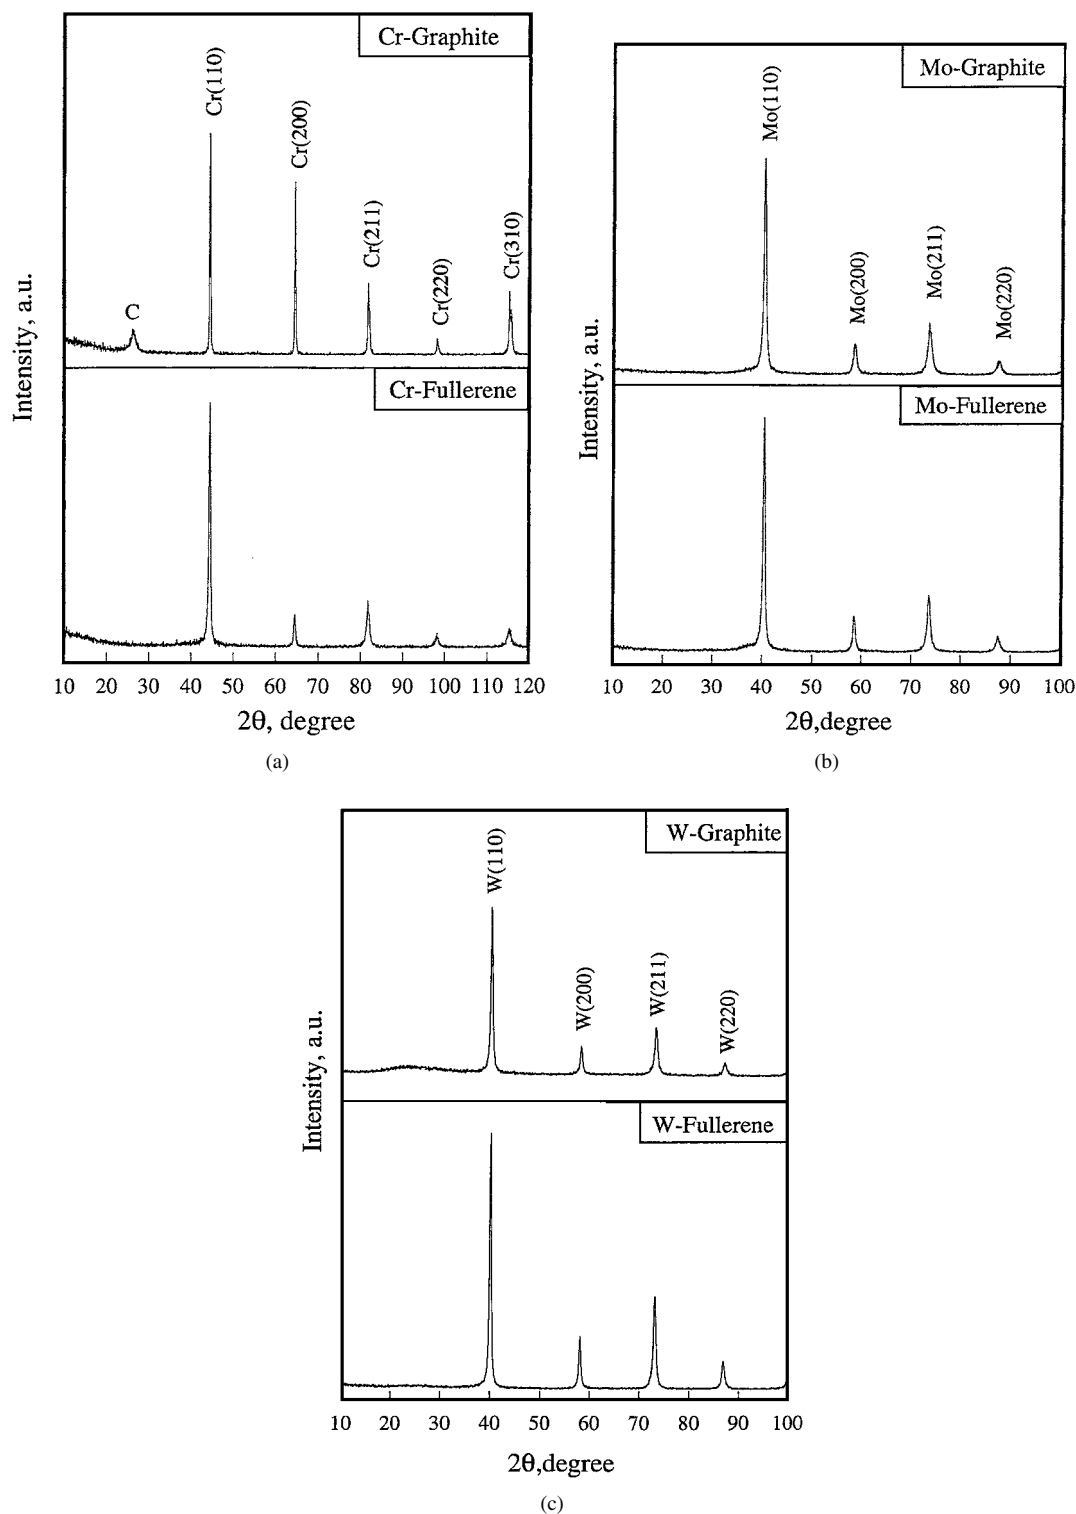 Cr-Graphite
Cr(110)
Cr(200)
Cr(211)
Cr(220)
Cr(310)
C
Cr-Fullerene
Intensity, a.u.
10 20 30 40 50 60 70 80 90 100 110 120
2θ, degree
(a)
Mo-Graphite
Mo(110)
Mo(200)
Mo(211)
Mo(220)
Mo-Fullerene
Intensity, a.u.
10 20 30 40 50 60 70 80 90 100
2θ,degree
(b)
W-Graphite
W(110)
W(200)
W(211)
W(220)
W-Fullerene
Intensity, a.u.
10 20 30 40 50 60 70 80 90 100
2θ,degree
(c)